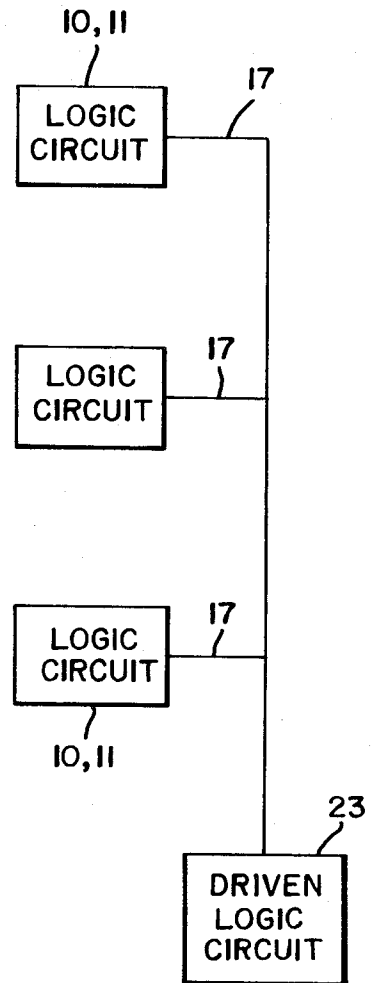 10, 11
LOGIC
CIRCUIT
17
LOGIC
CIRCUIT
17
LOGIC
CIRCUIT
17
10, 11
23
DRIVEN
LOGIC
CIRCUIT